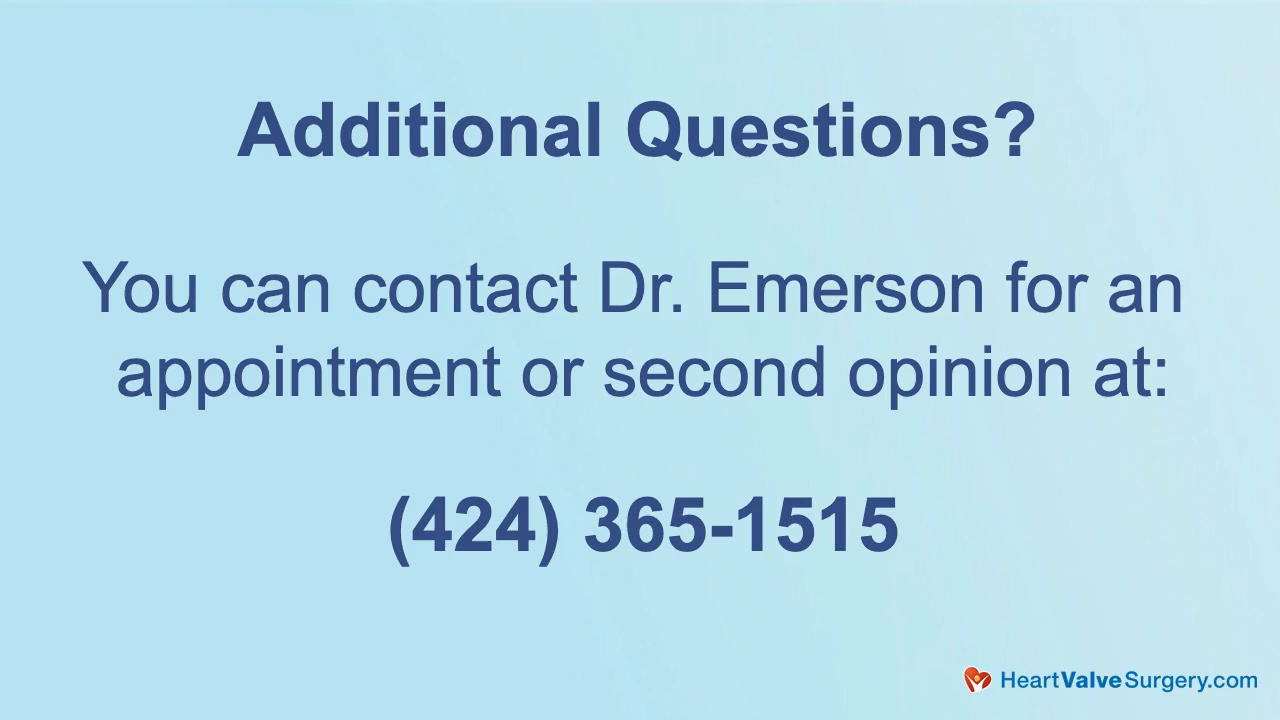 Additional Questions?
You can contact Dr. Emerson for an
appointment or second opinion at:
(424) 365-1515
HeartValveSurgery.com